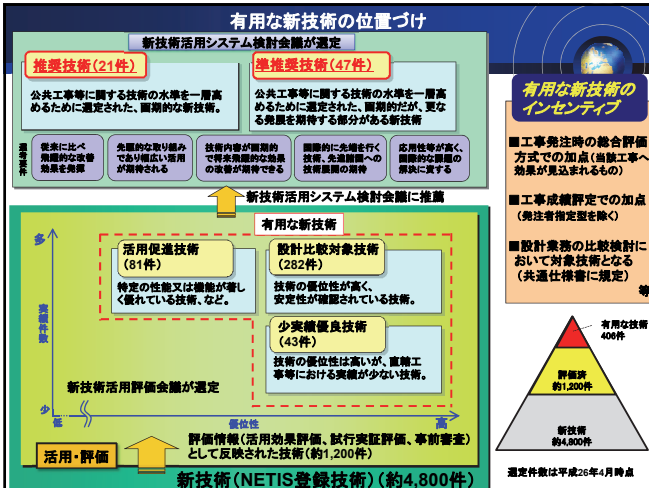 有用な新技術の位置づけ
新技術活用システム検討会議が選定
推奨技術(21件)
公共工事等に関する技術の水準を一層高
めるために選定された、画期的な新技術。
準推奨技術(47件)
公共工事等に関する技術の水準を一層高
めるために選定された、画期的だが、更な
る発展を期待する部分がある新技術
選考要件
従来に比べ
飛躍的な改善
効果を発揮
先駆的な取り組み
であり幅広い活用
が期待される
技術内容が画期的
で将来飛躍的な効果
の改善が期待できる
国際的に先端を行く
技術、先進諸国への
技術展開の期待
応用性等が高く、
国際的な課題の
解決に資する
新技術活用システム検討会議に推薦
有用な新技術
活用促進技術
(81件)
特定の性能又は機能が著し
く優れている技術、など。
設計比較対象技術
(282件)
技術の優位性が高く、
安定性が確認されている技術。
少実績優良技術
(43件)
技術の優位性は高いが、直轄工
事等における実績が少ない技術。
多
実績件数
少
低
優位性
高
新技術活用評価会議が選定
活用・評価
評価情報(活用効果評価、試行実証評価、事前審査)
として反映された技術(約1,200件)
新技術(NETIS登録技術)(約4,800件)
有用な新技術の
インセンティブ
■工事発注時の総合評価
方式での加点(当該工事へ
効果が見込まれるもの)
■工事成績評定での加点
(発注者指定型を除く)
■設計業務の比較検討に
おいて対象技術となる
(共通仕様書に規定)
等
有用な技術
406件
評価済
約1,200件
新技術
約4,800件
選定件数は平成26年4月時点